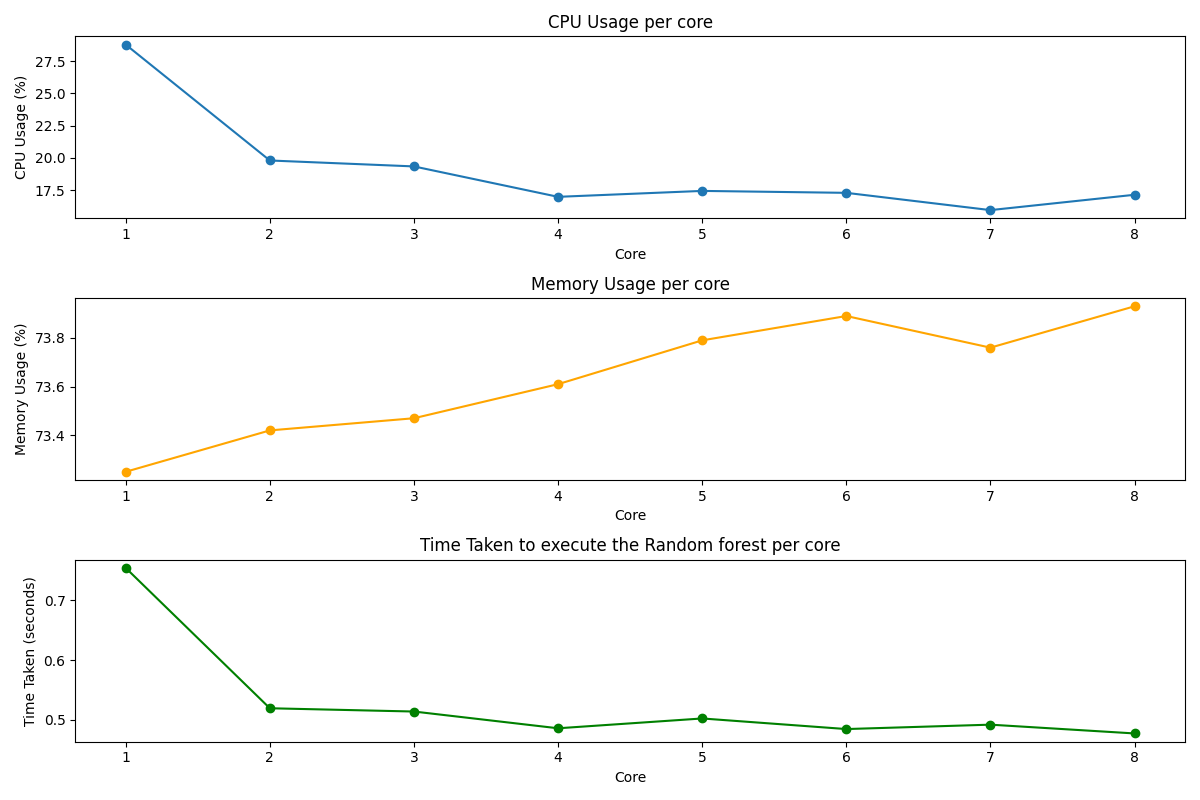 CPU Usage per core
CPU Usage (%)
27.5
25.0
22.5
20.0
17.5
1 2 3 4 5 6 7 8
Core
Memory Usage per core
Memory Usage (%)
73.8
73.6
73.4
1 2 3 4 5 6 7 8
Core
Time Taken to execute the Random forest per core
Time Taken (seconds)
0.7
0.6
0.5
1 2 3 4 5 6 7 8
Core